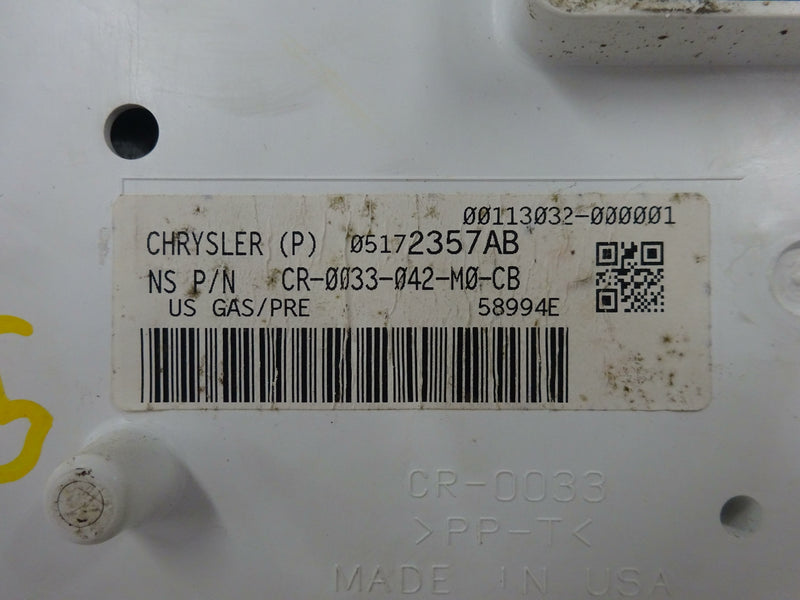 00113032-000001
CHRYSLER (P) 05172357AB
NS P/N CR-0033-042-M0-CB
US GAS/PRE 58994E
CR-0033
>PP-T<
MADE IN USA